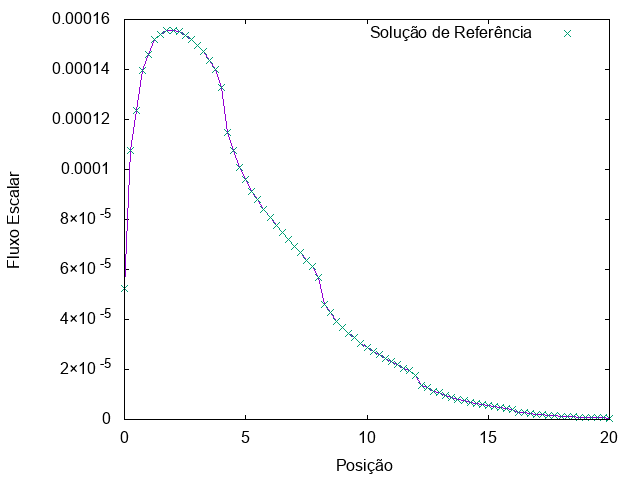 0.00016
Solução de Referência
0.00014
0.00012
0.0001
8×10-5
6×10-5
4×10-5
2×10-5
0
Fluxo Escalar
0 5 10 15 20
Posição